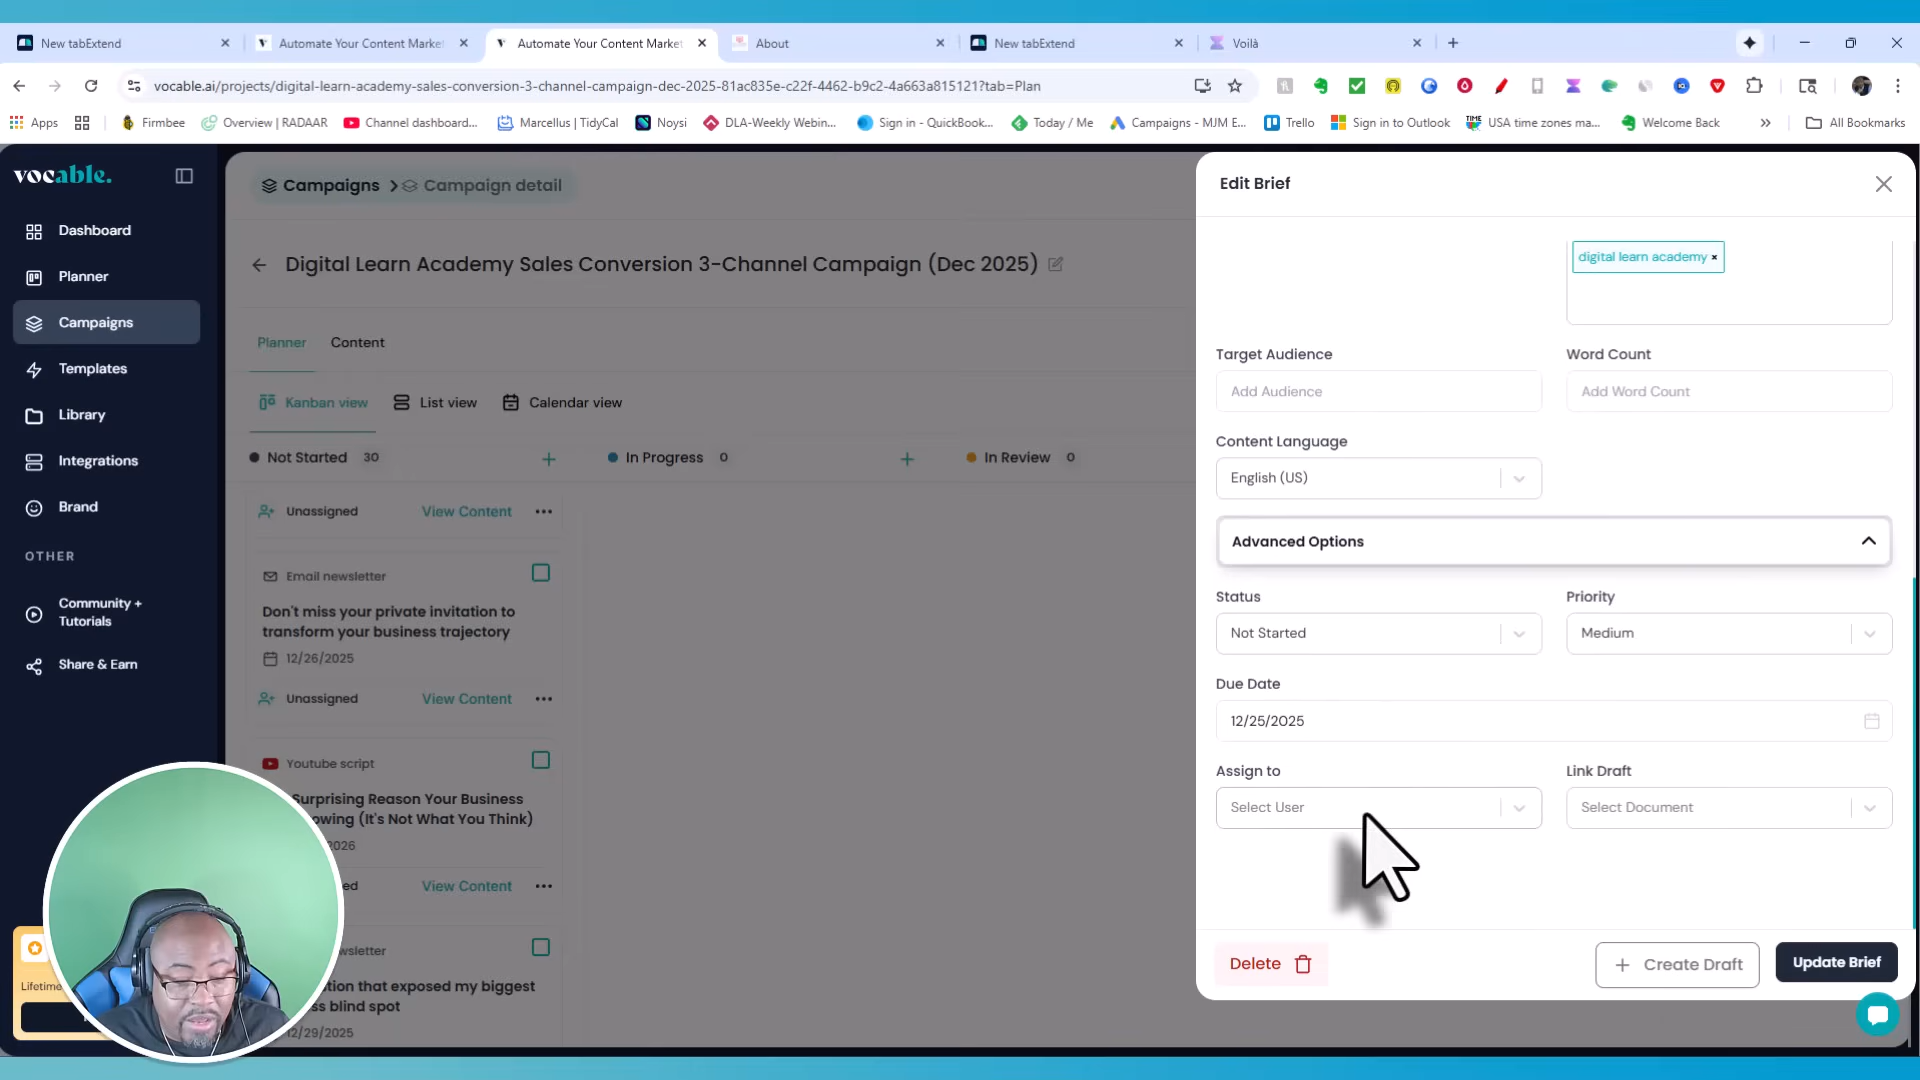 New tabExtend
Automate Your Content Market
Automate Your Content Market
About
New tabExtend
Voilà
vocable.ai/projects/digital-learn-academy-sales-conversion-3-channel-campaign-dec-2025-81ac835e-c22f-4462-b9c2-4a663a815121?tab=Plan
Apps
Firmbee
Overview | RADAAR
Channel dashboard...
Marcellus | TidyCal
Noysi
DLA-Weekly Webin...
Sign in - QuickBook...
Today / Me
Campaigns - MJM E...
Trello
Sign in to Outlook
USA time zones ma...
Welcome Back
All Bookmarks
vocable.
Dashboard
Planner
Campaigns
Templates
Library
Integrations
Brand
OTHER
Community +
Tutorials
Share & Earn
Lifetime
Campaigns
Campaign detail
Digital Learn Academy Sales Conversion 3-Channel Campaign (Dec 2025)
Planner
Content
Kanban view
List view
Calendar view
Not Started 30
In Progress 0
In Review 0
Unassigned
View Content
Email newsletter
Don't miss your private invitation to
transform your business trajectory
12/26/2025
Unassigned
View Content
Youtube script
Surprising Reason Your Business
(It's Not What You Think)
View Content
that exposed my biggest
blind spot
12/29/2025
Edit Brief
digital learn academy ×
Target Audience
Word Count
Add Audience
Add Word Count
Content Language
English (US)
Advanced Options
Status
Priority
Not Started
Medium
Due Date
12/25/2025
Assign to
Link Draft
Select User
Select Document
Delete
Create Draft
Update Brief